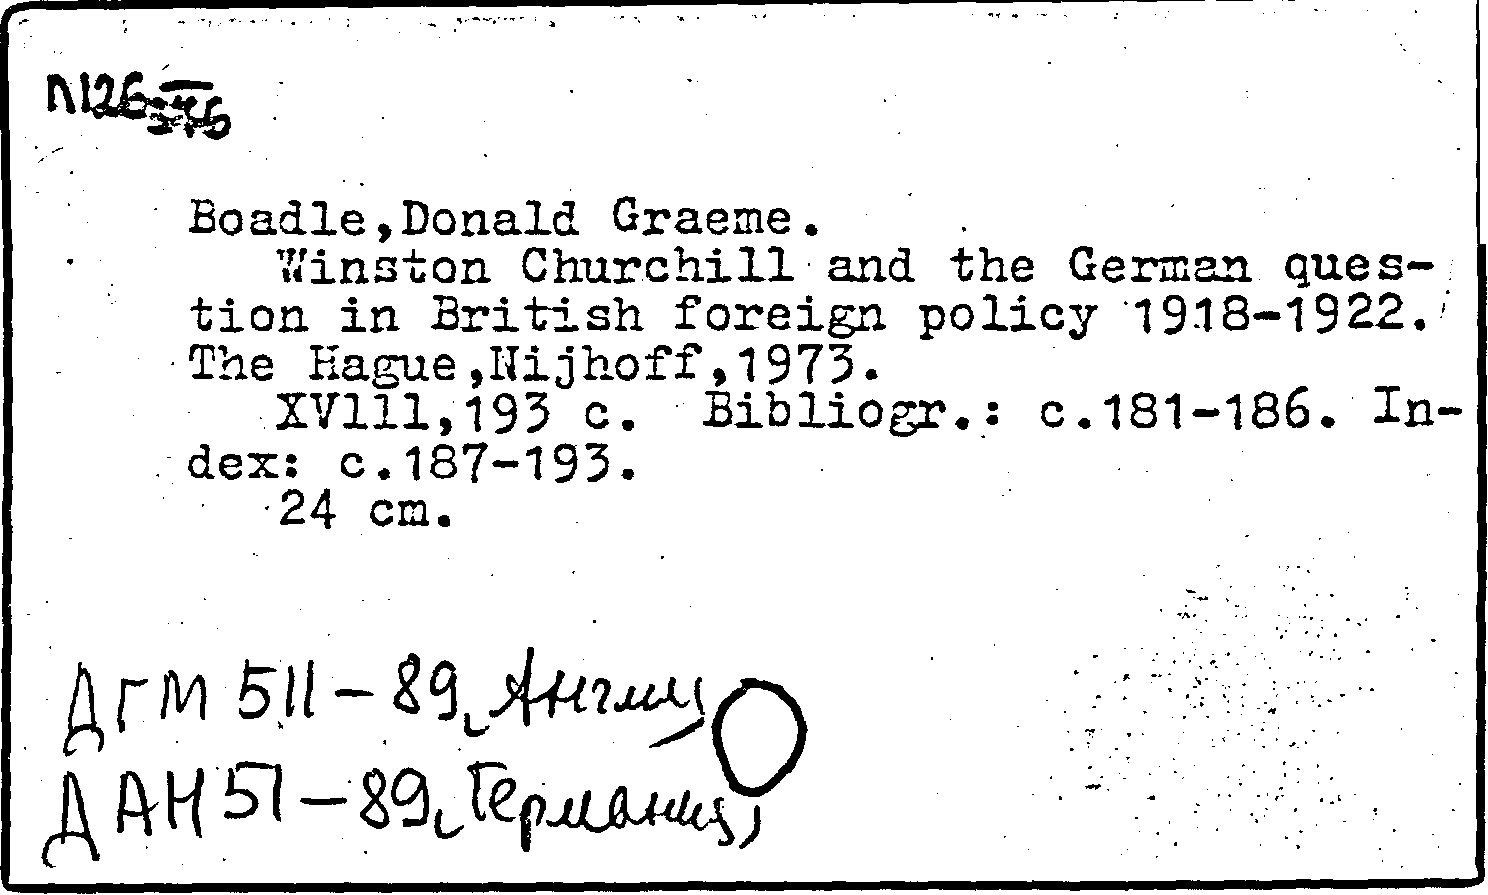 Boadle,Donald Graeme.
Winston Churchill and the German ques-
tion in British foreign policy 1918-1922.
The Hague,Nijhoff,1973.
XVlll,193 c. Bibliogr.: c.181-186. In-
dex: c.187-193.
24 cm.
ДГМ 511-89, Англия
ДАН 51-89, Германия,